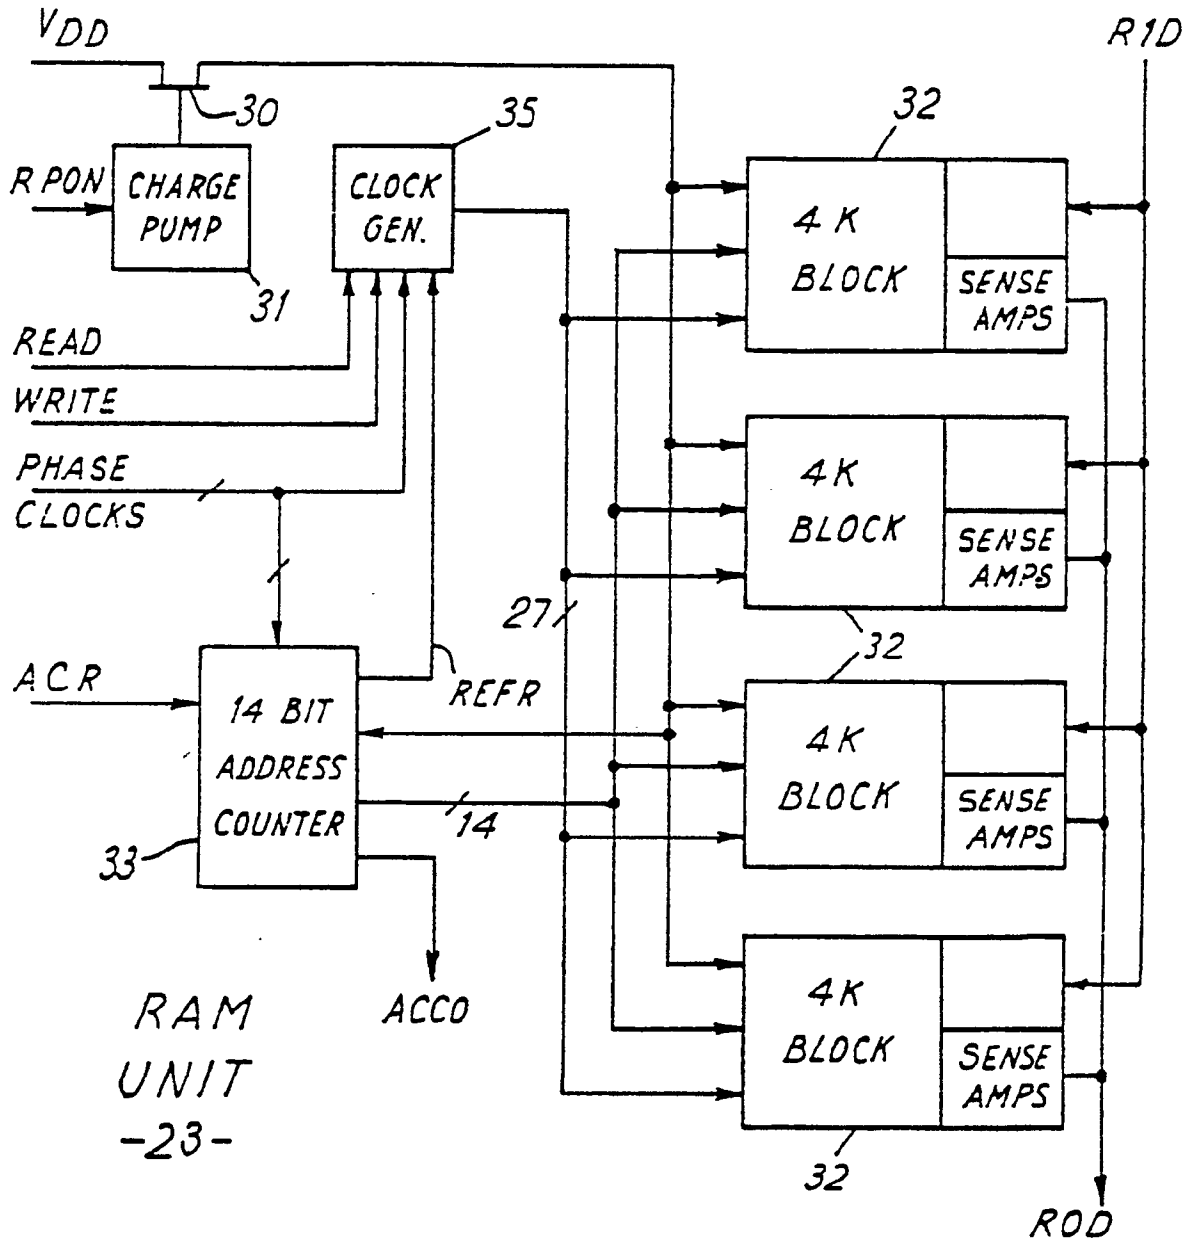 VDD
R1D
30
35
32
R PON
CHARGE
PUMP
CLOCK
GEN.
31
4K
BLOCK
SENSE
AMPS
READ
WRITE
PHASE
CLOCKS
4K
BLOCK
SENSE
AMPS
27
32
ACR
REFR
14 BIT
ADDRESS
COUNTER
14
33
4K
BLOCK
SENSE
AMPS
ACCO
RAM
UNIT
-23-
4K
BLOCK
SENSE
AMPS
32
ROD